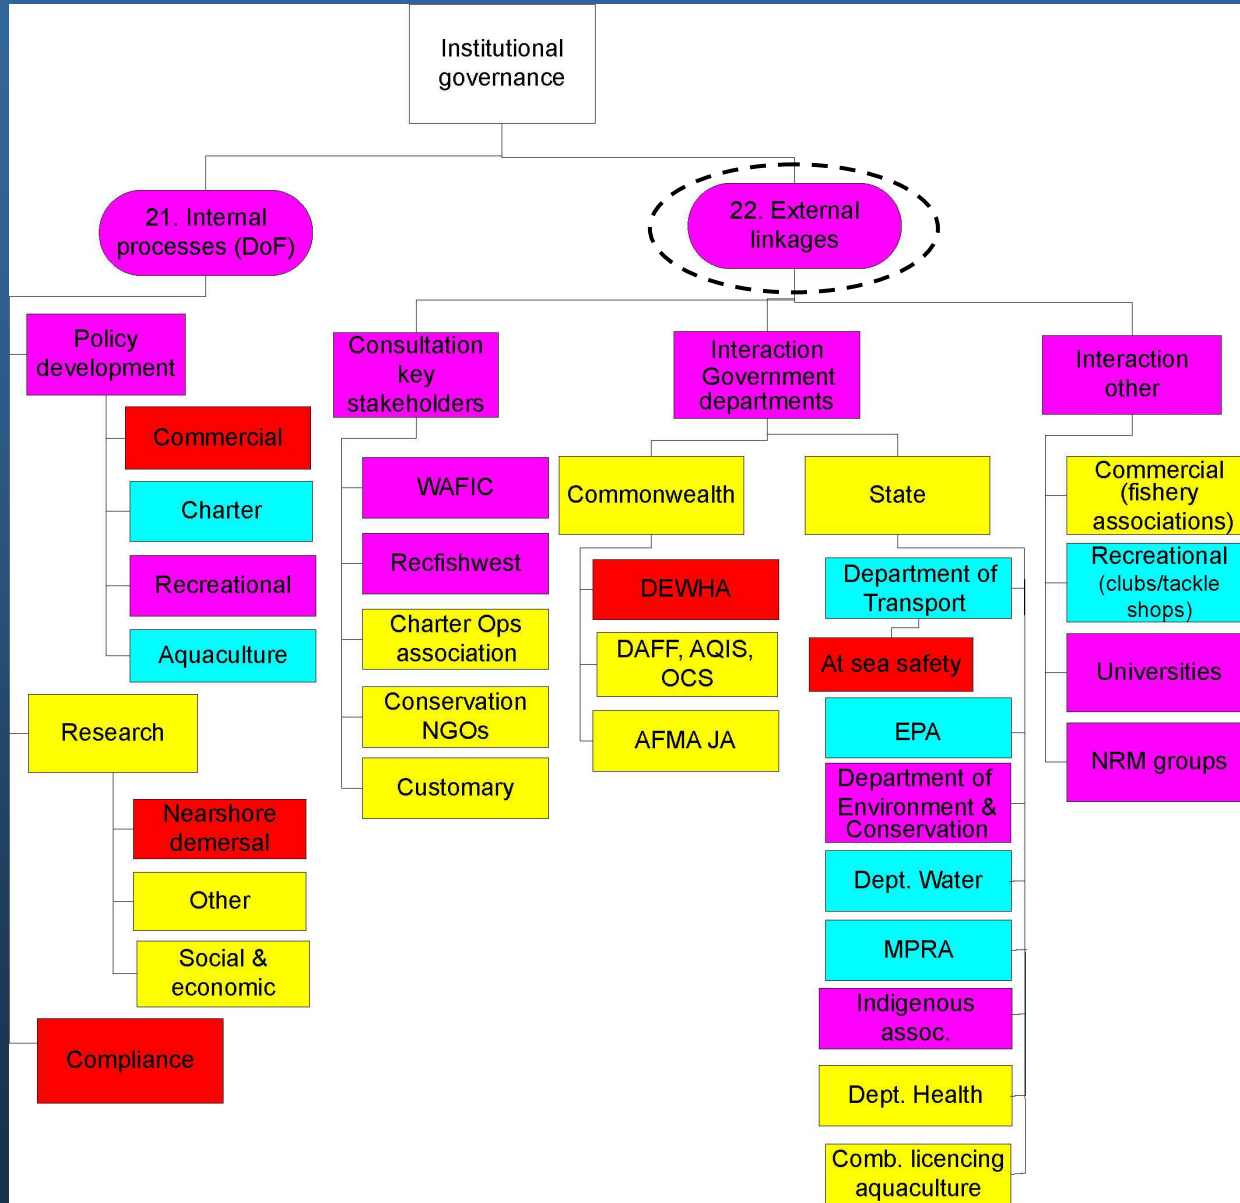 Institutional
governance
21. Internal
processes (DoF)
22. External
linkages
Policy
development
Commercial
Charter
Recreational
Aquaculture
Research
Nearshore
demersal
Other
Social &
economic
Compliance
Consultation
key
stakeholders
WAFIC
Recfishwest
Charter Ops
association
Conservation
NGOs
Customary
Interaction
Government
departments
Commonwealth
DEWHA
DAFF, AQIS,
OCS
AFMA JA
State
Department of
Transport
At sea safety
EPA
Department of
Environment &
Conservation
Dept. Water
MPRA
Indigenous
assoc.
Dept. Health
Comb. licencing
aquaculture
Interaction
other
Commercial
(fishery
associations)
Recreational
(clubs/tackle
shops)
Universities
NRM groups